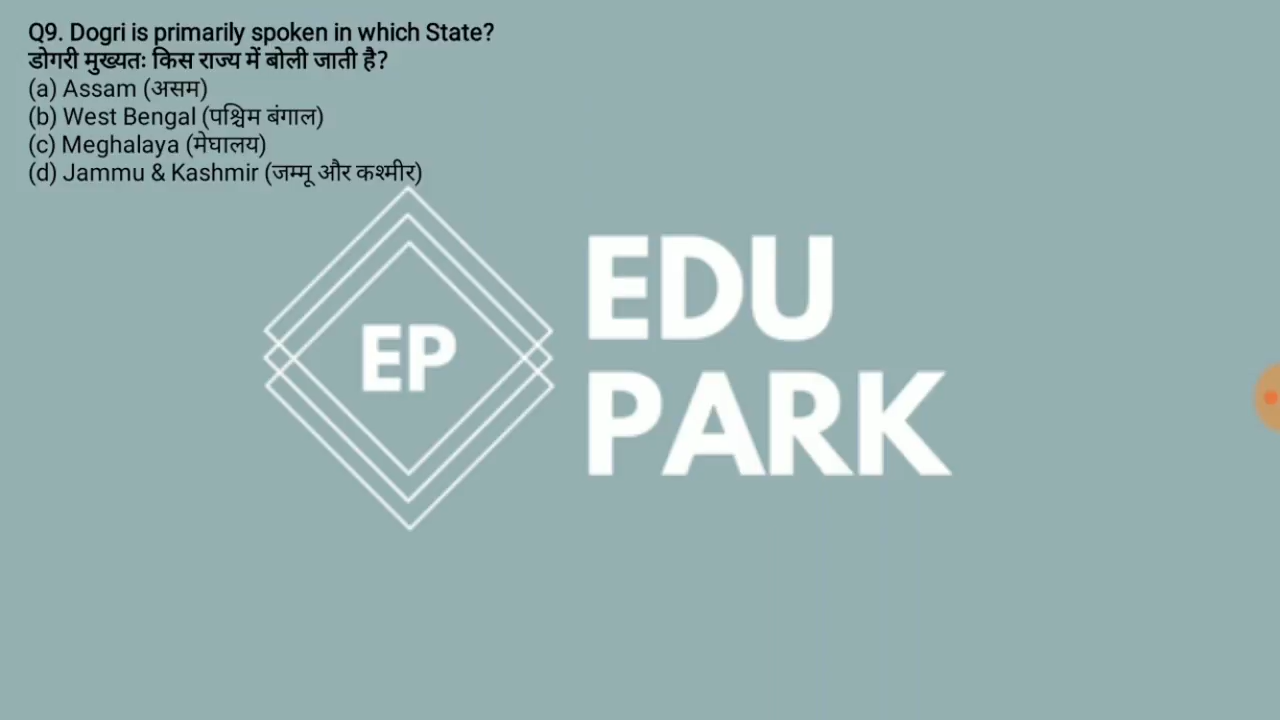 Q9. Dogri is primarily spoken in which State?
डोगरी मुख्यतः किस राज्य में बोली जाती है?
(a) Assam (असम)
(b) West Bengal (पश्चिम बंगाल)
(c) Meghalaya (मेघालय)
(d) Jammu & Kashmir (जम्मू और कश्मीर)
EP
EDU
PARK